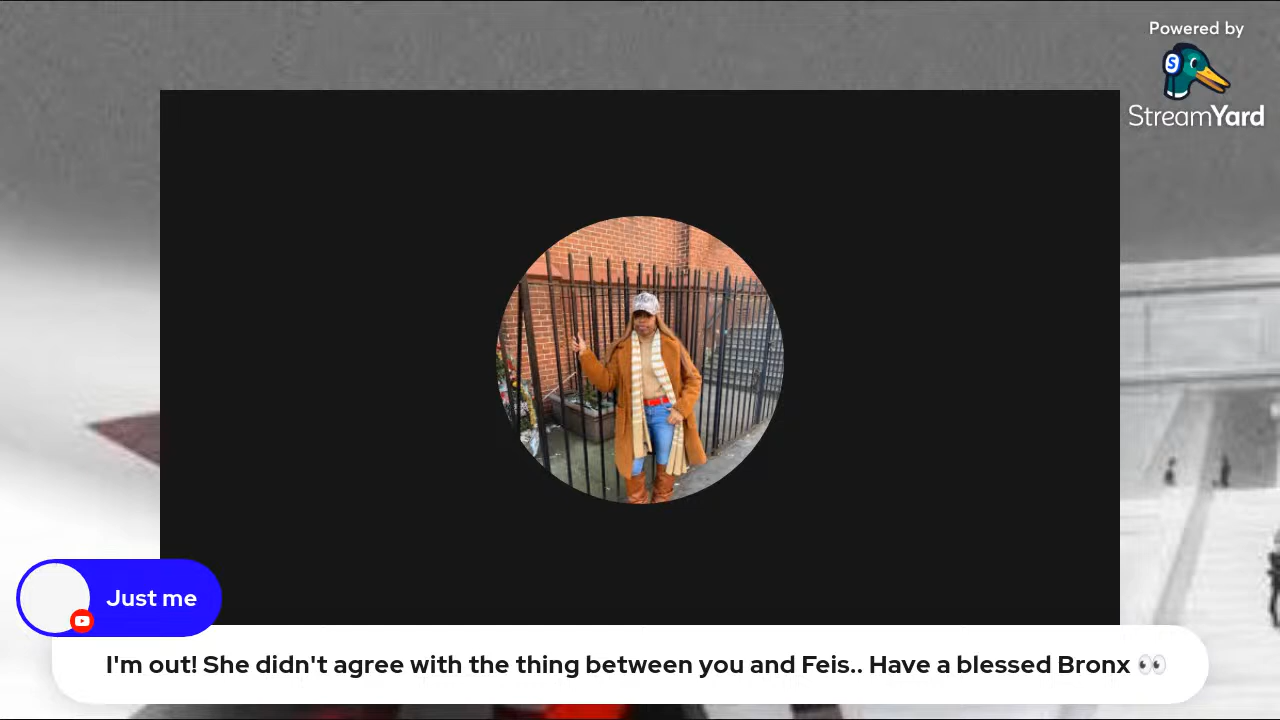 Powered by
StreamYard
Just me
I'm out! She didn't agree with the thing between you and Feis.. Have a blessed Bronx 👀